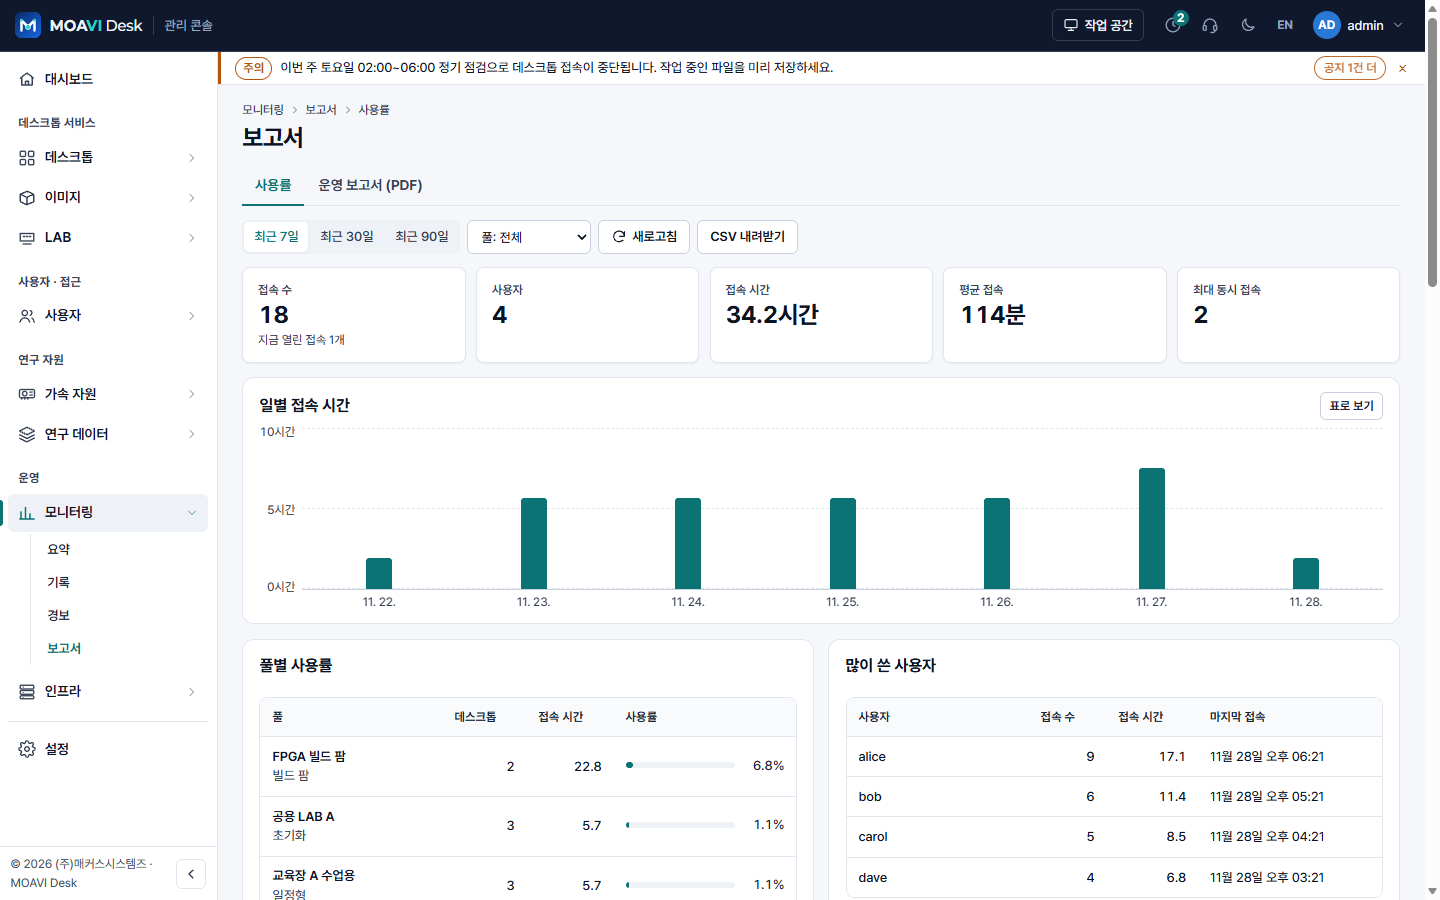 MOAVI Desk 관리 콘솔
작업 공간
2
EN
AD admin
주의 이번 주 토요일 02:00~06:00 정기 점검으로 데스크톱 접속이 중단됩니다. 작업 중인 파일을 미리 저장하세요.
공지 1건 더 ×
대시보드
데스크톱 서비스
데스크톱
이미지
LAB
사용자 · 접근
사용자
연구 자원
가속 자원
연구 데이터
운영
모니터링
요약
기록
경보
보고서
인프라
설정
© 2026 (주)매커스시스템즈 ·
MOAVI Desk
모니터링 > 보고서 > 사용률
보고서
사용률 운영 보고서 (PDF)
최근 7일 최근 30일 최근 90일 풀: 전체 새로고침 CSV 내려받기
접속 수
18
지금 열린 접속 1개
사용자
4
접속 시간
34.2시간
평균 접속
114분
최대 동시 접속
2
일별 접속 시간
표로 보기
10시간
5시간
0시간
11. 22. 11. 23. 11. 24. 11. 25. 11. 26. 11. 27. 11. 28.
풀별 사용률
풀 데스크톱 접속 시간 사용률
FPGA 빌드 팜
빌드 팜
2 22.8 6.8%
공용 LAB A
초기화
3 5.7 1.1%
교육장 A 수업용
일정형
3 5.7 1.1%
많이 쓴 사용자
사용자 접속 수 접속 시간 마지막 접속
alice 9 17.1 11월 28일 오후 06:21
bob 6 11.4 11월 28일 오후 05:21
carol 5 8.5 11월 28일 오후 04:21
dave 4 6.8 11월 28일 오후 03:21